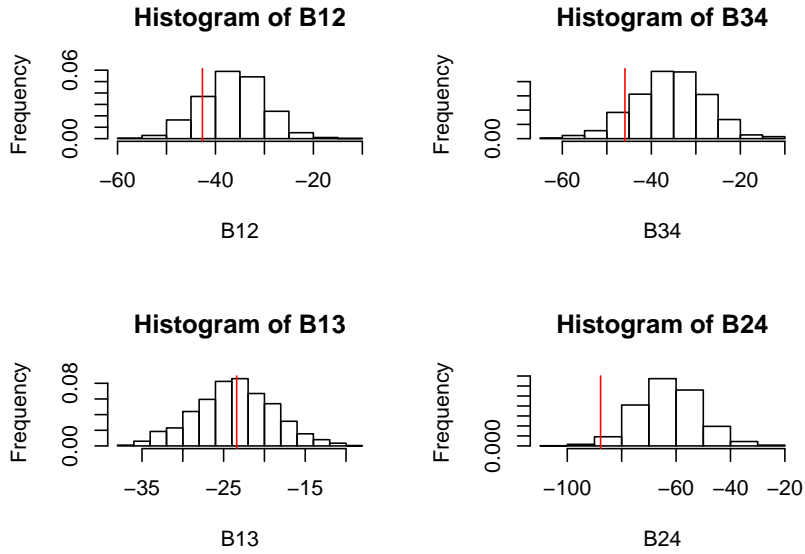 Histogram of B12
Frequency
0.00 0.06
−60 −40 −20
B12
Histogram of B34
Frequency
0.00
−60 −40 −20
B34
Histogram of B13
Frequency
0.00 0.08
−35 −25 −15
B13
Histogram of B24
Frequency
0.000
−100 −60 −20
B24